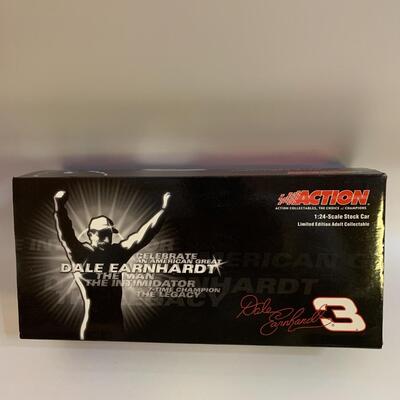 ACTION
ACTION COLLECTABLES, THE CHOICE of CHAMPIONS
1:24-Scale Stock Car
Limited Edition Adult Collectable
CELEBRATE
AN AMERICAN GREAT
DALE EARNHARDT
THE MAN
THE INTIMIDATOR
7-TIME CHAMPION
THE LEGACY
Dale Earnhardt
3